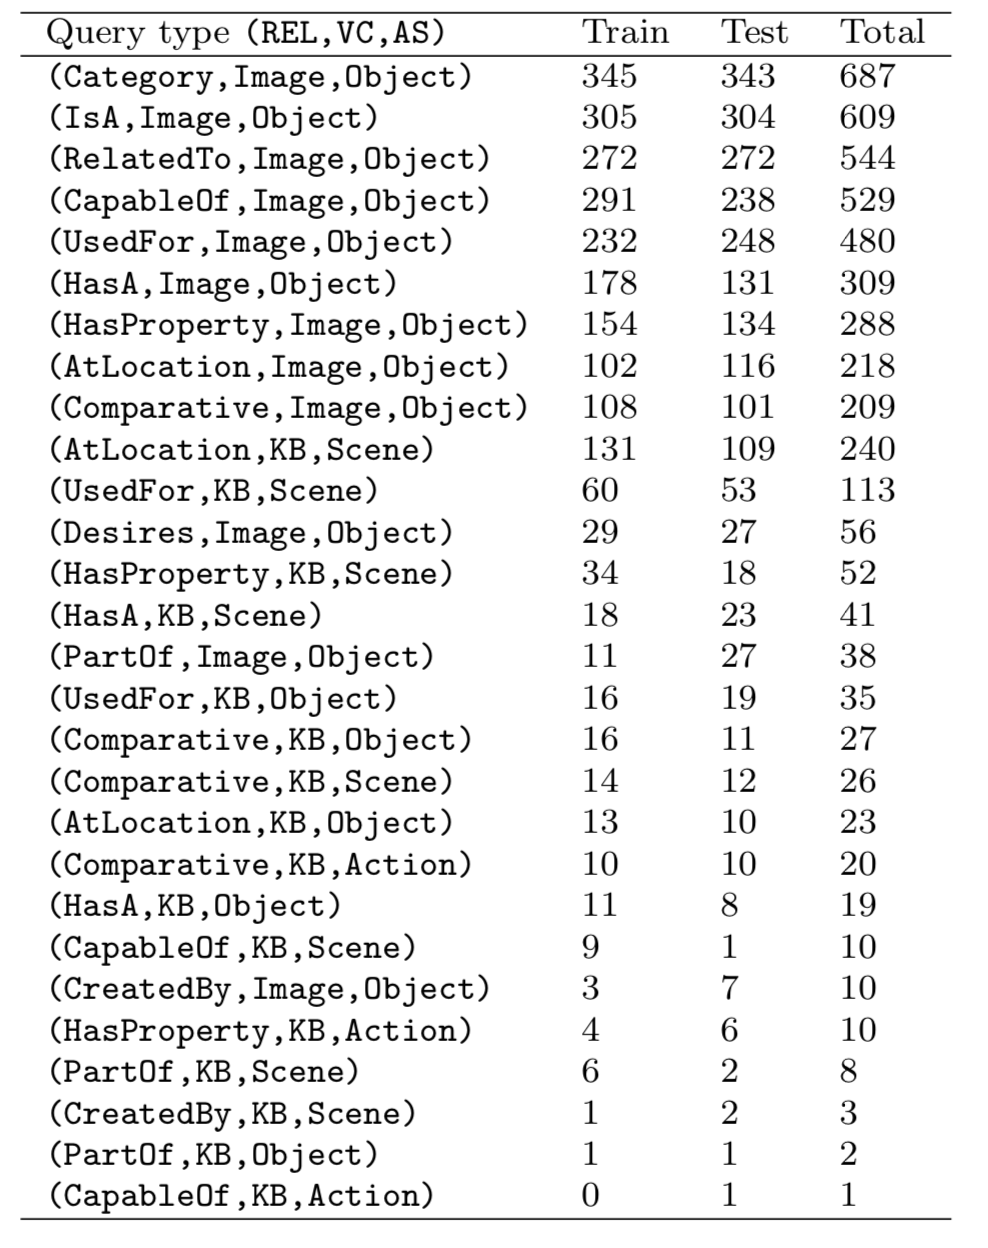 Query type (REL,VC,AS) Train Test Total
(Category,Image,Object) 345 343 687
(IsA,Image,Object) 305 304 609
(RelatedTo,Image,Object) 272 272 544
(CapableOf,Image,Object) 291 238 529
(UsedFor,Image,Object) 232 248 480
(HasA,Image,Object) 178 131 309
(HasProperty,Image,Object) 154 134 288
(AtLocation,Image,Object) 102 116 218
(Comparative,Image,Object) 108 101 209
(AtLocation,KB,Scene) 131 109 240
(UsedFor,KB,Scene) 60 53 113
(Desires,Image,Object) 29 27 56
(HasProperty,KB,Scene) 34 18 52
(HasA,KB,Scene) 18 23 41
(PartOf,Image,Object) 11 27 38
(UsedFor,KB,Object) 16 19 35
(Comparative,KB,Object) 16 11 27
(Comparative,KB,Scene) 14 12 26
(AtLocation,KB,Object) 13 10 23
(Comparative,KB,Action) 10 10 20
(HasA,KB,Object) 11 8 19
(CapableOf,KB,Scene) 9 1 10
(CreatedBy,Image,Object) 3 7 10
(HasProperty,KB,Action) 4 6 10
(PartOf,KB,Scene) 6 2 8
(CreatedBy,KB,Scene) 1 2 3
(PartOf,KB,Object) 1 1 2
(CapableOf,KB,Action) 0 1 1